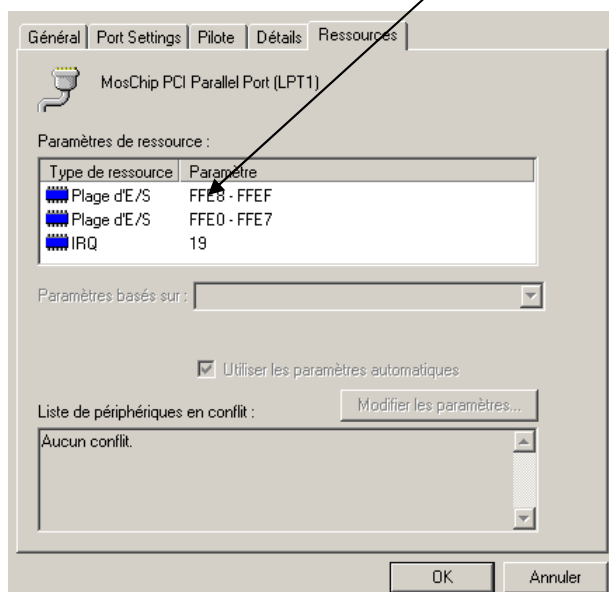 Général Port Settings Pilote Détails Ressources
MosChip PCI Parallel Port (LPT1)
Paramètres de ressource :
Type de ressource Paramètre
Plage d'E/S FFE8 - FFEF
Plage d'E/S FFE0 - FFE7
IRQ 19
Paramètres basés sur :
Utiliser les paramètres automatiques
Modifier les paramètres...
Liste de périphériques en conflit :
Aucun conflit.
OK Annuler